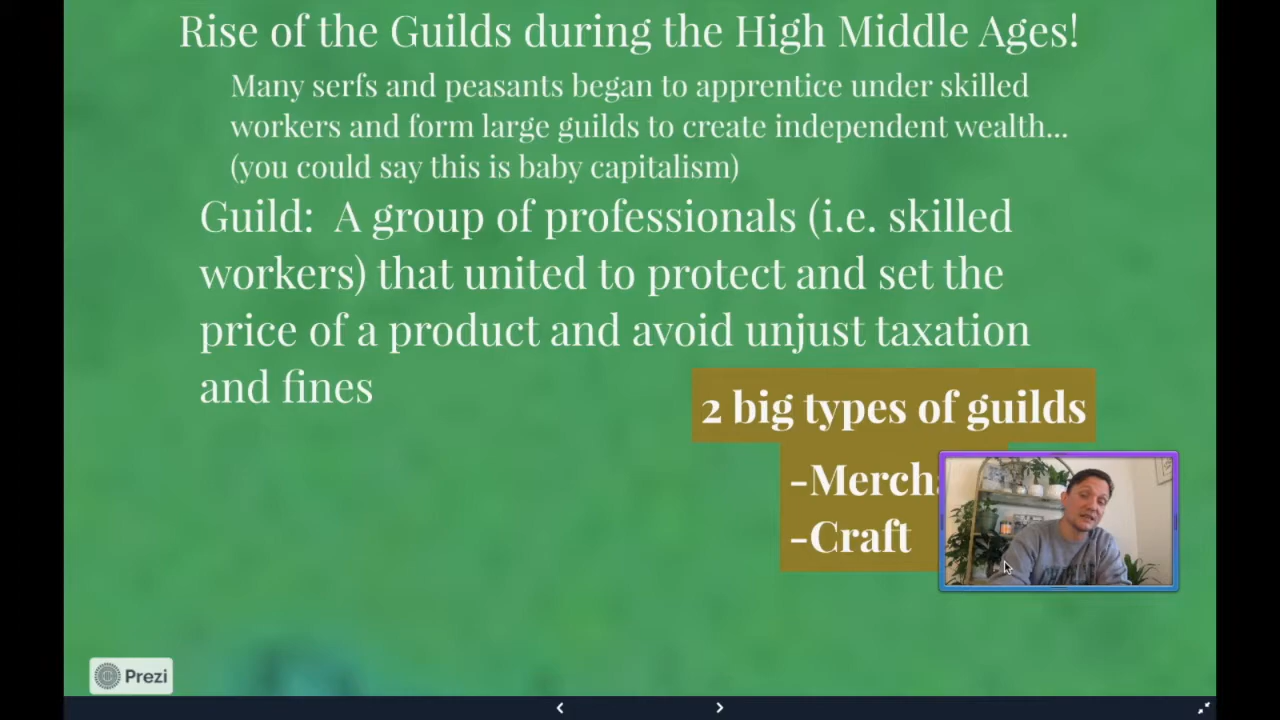 Rise of the Guilds during the High Middle Ages!
Many serfs and peasants began to apprentice under skilled
workers and form large guilds to create independent wealth...
(you could say this is baby capitalism)
Guild:  A group of professionals (i.e. skilled
workers) that united to protect and set the
price of a product and avoid unjust taxation
and fines
2 big types of guilds
-Merch
-Craft
Prezi